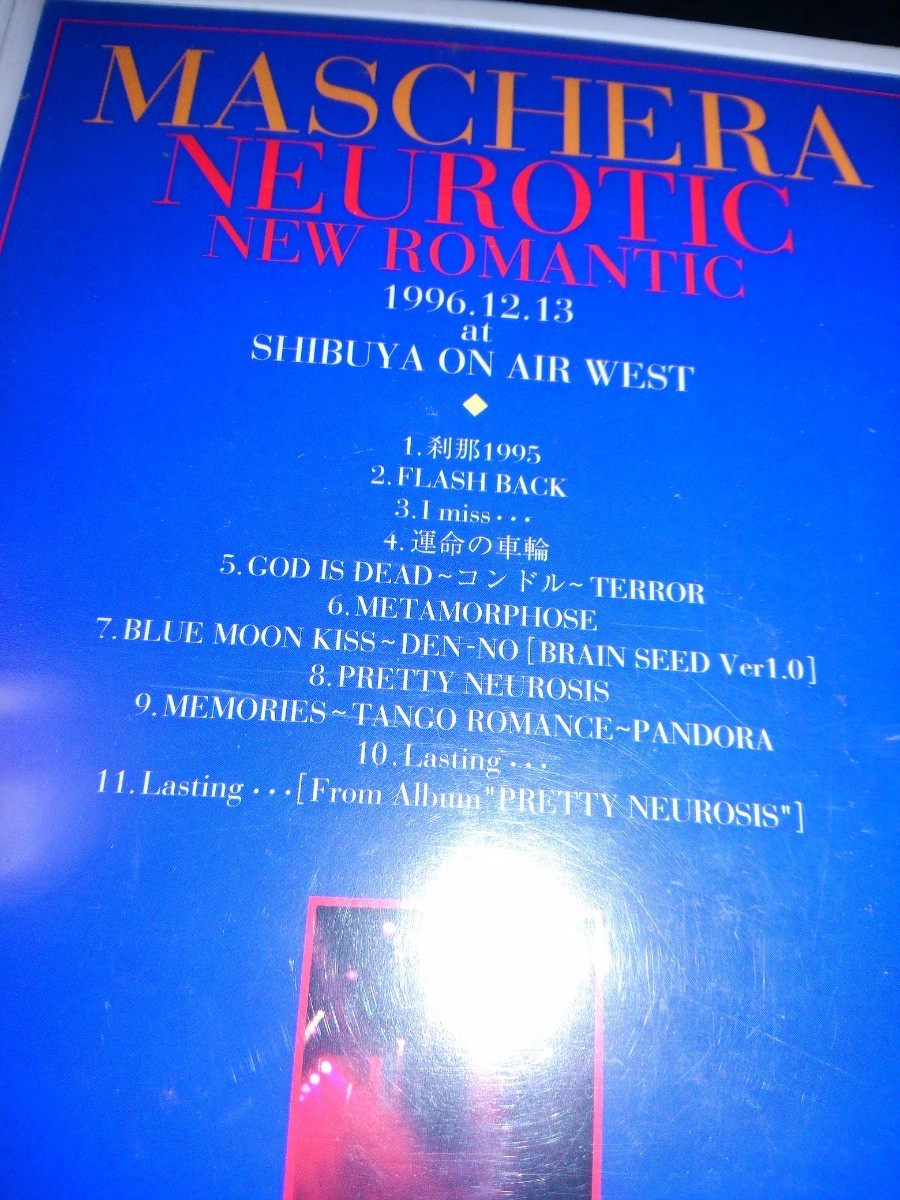 MASCHERA
NEUROTIC
NEW ROMANTIC
1996.12.13
at
SHIBUYA ON AIR WEST
1.刹那1995
2.FLASH BACK
3.I miss・・・
4.運命の車輪
5.GOD IS DEAD~コンドル~TERROR
6.METAMORPHOSE
7.BLUE MOON KISS~DEN-NO [BRAIN SEED Ver1.0]
8.PRETTY NEUROSIS
9.MEMORIES~TANGO ROMANCE~PANDORA
10.Lasting・・・
11.Lasting・・・[From Album"PRETTY NEUROSIS"]